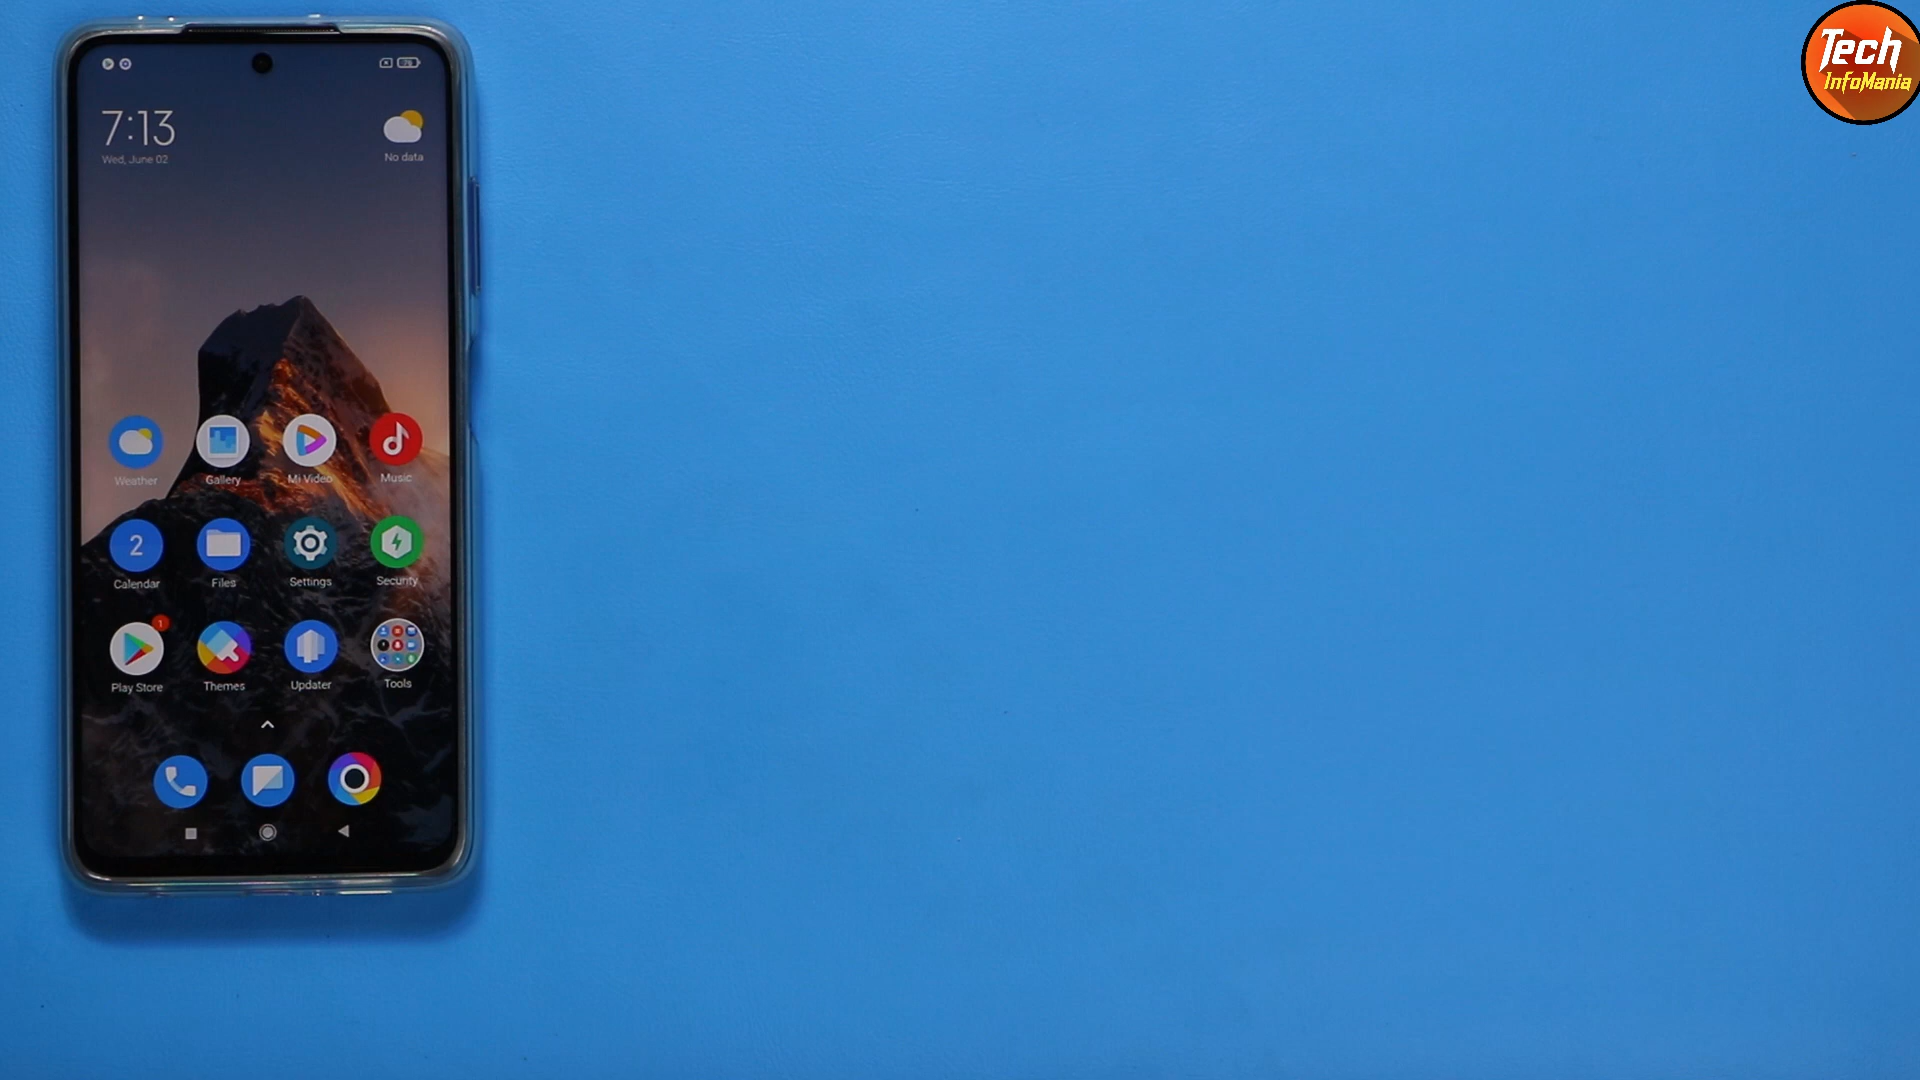 7:13
Wed, June 02
No data
Weather
Gallery
Mi Video
Music
2
Calendar
Files
Settings
Security
1
Play Store
Themes
Updater
Tools
Tech
InfoMania